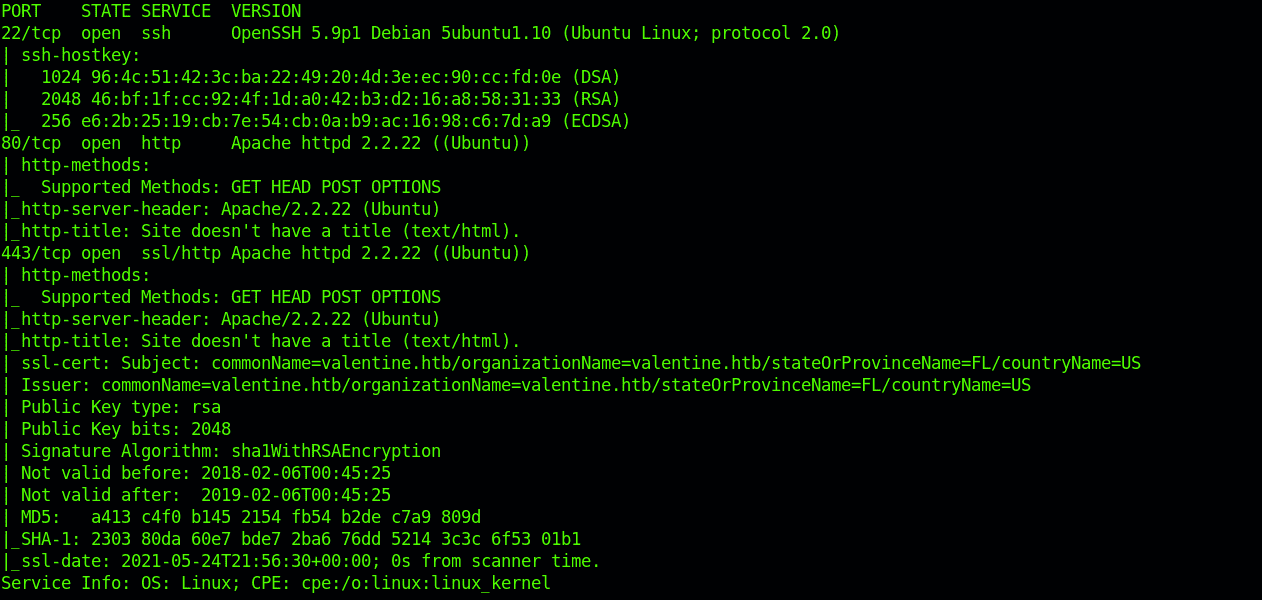 PORT    STATE SERVICE  VERSION
22/tcp  open  ssh      OpenSSH 5.9p1 Debian 5ubuntu1.10 (Ubuntu Linux; protocol 2.0)
| ssh-hostkey:
|   1024 96:4c:51:42:3c:ba:22:49:20:4d:3e:ec:90:cc:fd:0e (DSA)
|   2048 46:bf:1f:cc:92:4f:1d:a0:42:b3:d2:16:a8:58:31:33 (RSA)
|_  256 e6:2b:25:19:cb:7e:54:cb:0a:b9:ac:16:98:c6:7d:a9 (ECDSA)
80/tcp  open  http     Apache httpd 2.2.22 ((Ubuntu))
| http-methods:
|_  Supported Methods: GET HEAD POST OPTIONS
|_http-server-header: Apache/2.2.22 (Ubuntu)
|_http-title: Site doesn't have a title (text/html).
443/tcp open  ssl/http Apache httpd 2.2.22 ((Ubuntu))
| http-methods:
|_  Supported Methods: GET HEAD POST OPTIONS
|_http-server-header: Apache/2.2.22 (Ubuntu)
|_http-title: Site doesn't have a title (text/html).
| ssl-cert: Subject: commonName=valentine.htb/organizationName=valentine.htb/stateOrProvinceName=FL/countryName=US
| Issuer: commonName=valentine.htb/organizationName=valentine.htb/stateOrProvinceName=FL/countryName=US
| Public Key type: rsa
| Public Key bits: 2048
| Signature Algorithm: sha1WithRSAEncryption
| Not valid before: 2018-02-06T00:45:25
| Not valid after:  2019-02-06T00:45:25
| MD5:   a413 c4f0 b145 2154 fb54 b2de c7a9 809d
|_SHA-1: 2303 80da 60e7 bde7 2ba6 76dd 5214 3c3c 6f53 01b1
|_ssl-date: 2021-05-24T21:56:30+00:00; 0s from scanner time.
Service Info: OS: Linux; CPE: cpe:/o:linux:linux_kernel